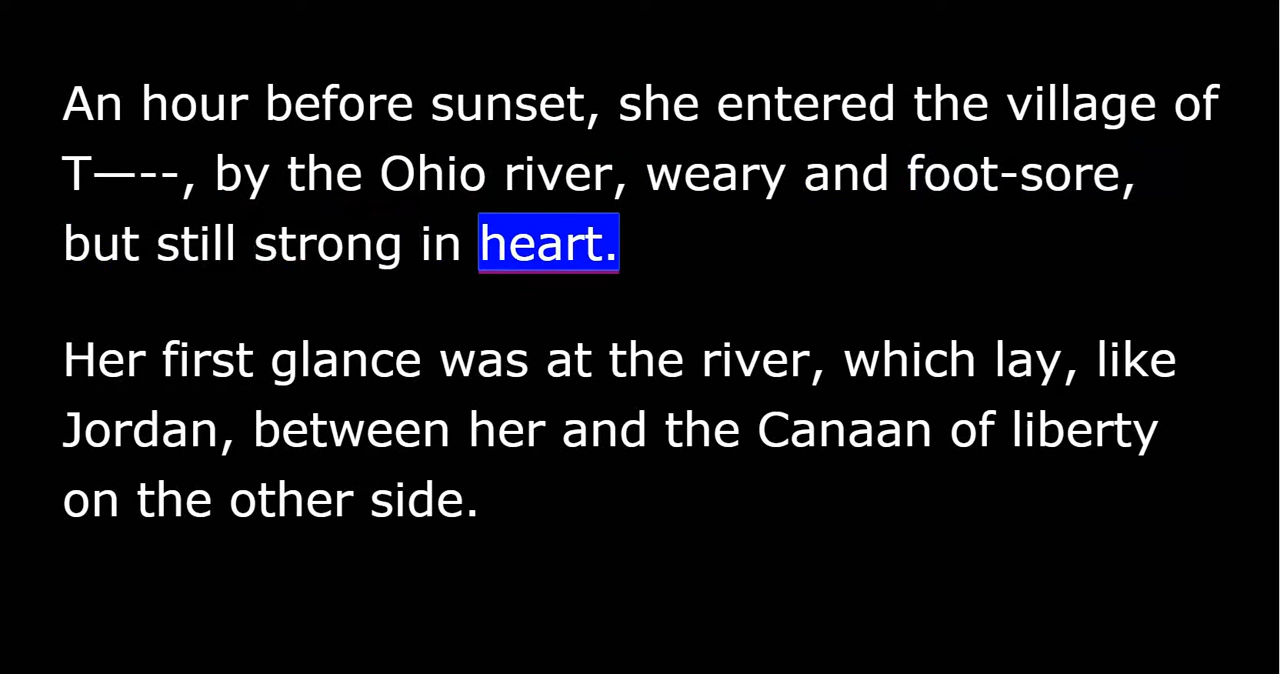 An hour before sunset, she entered the village of
T—--, by the Ohio river, weary and foot-sore,
but still strong in heart.
Her first glance was at the river, which lay, like
Jordan, between her and the Canaan of liberty
on the other side.